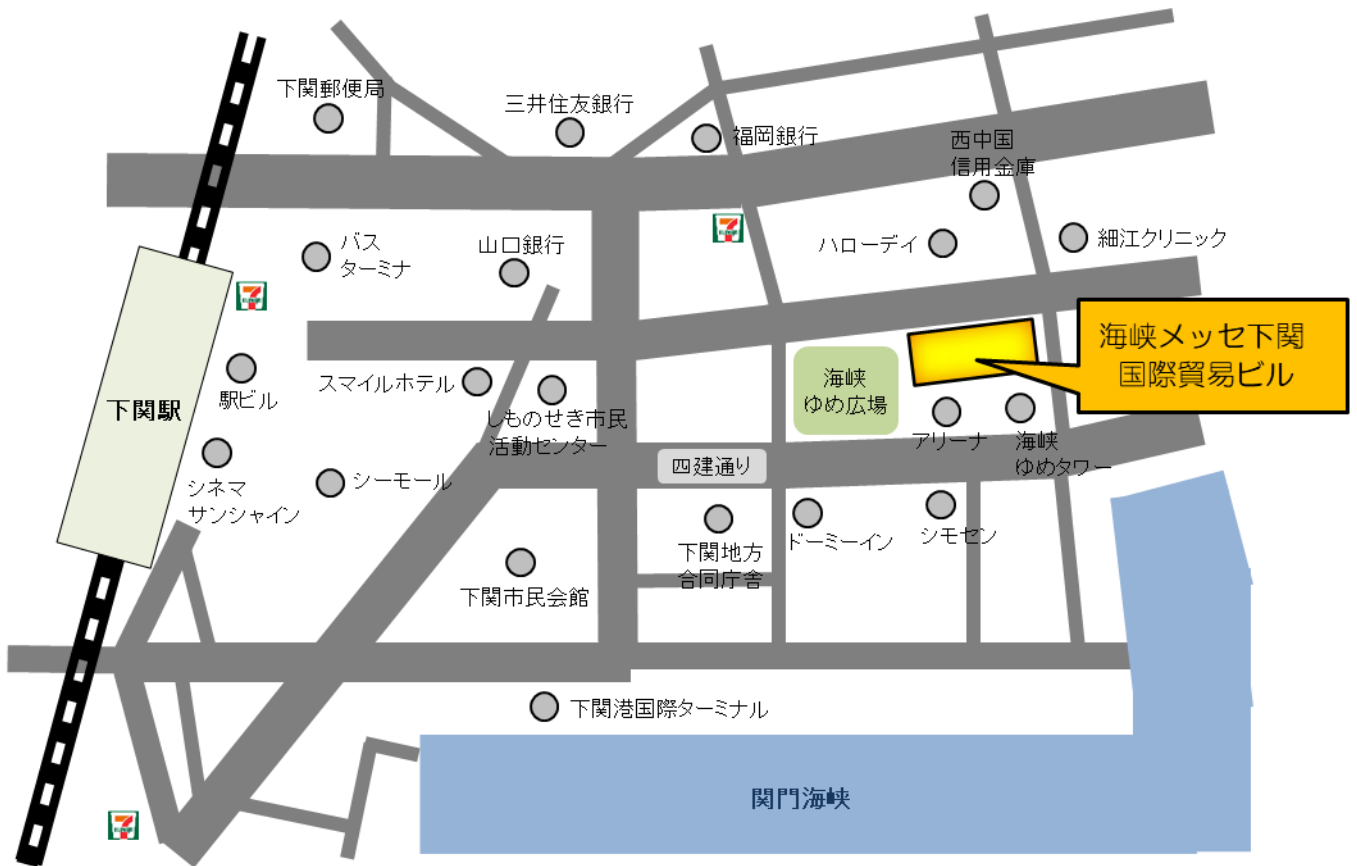 下関郵便局
三井住友銀行
福岡銀行
西中国
信用金庫
バス
ターミナ
山口銀行
ハローデイ
細江クリニック
海峡メッセ下関
国際貿易ビル
下関駅
駅ビル
スマイルホテル
しものせき市民
活動センター
海峡
ゆめ広場
アリーナ
海峡
ゆめタワー
シネマ
サンシャイン
シーモール
四建通り
下関地方
合同庁舎
ドーミーイン
シモセン
下関市民会館
下関港国際ターミナル
関門海峡